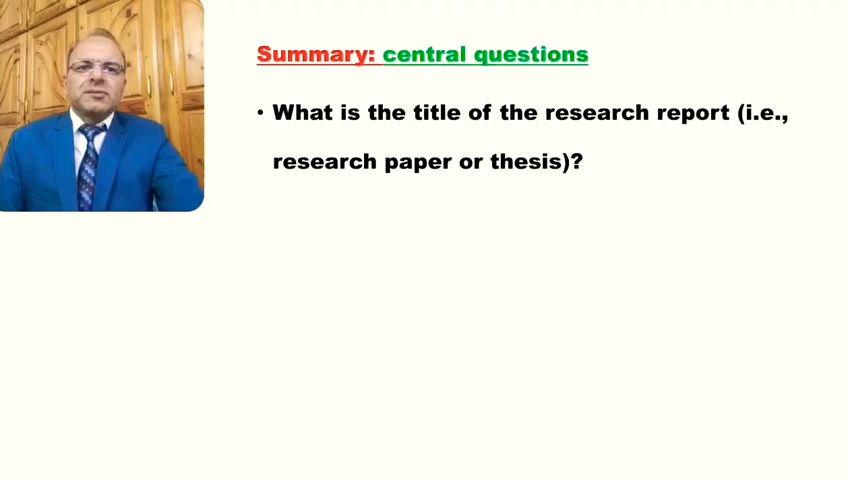 Summary: central questions
• What is the title of the research report (i.e.,
research paper or thesis)?